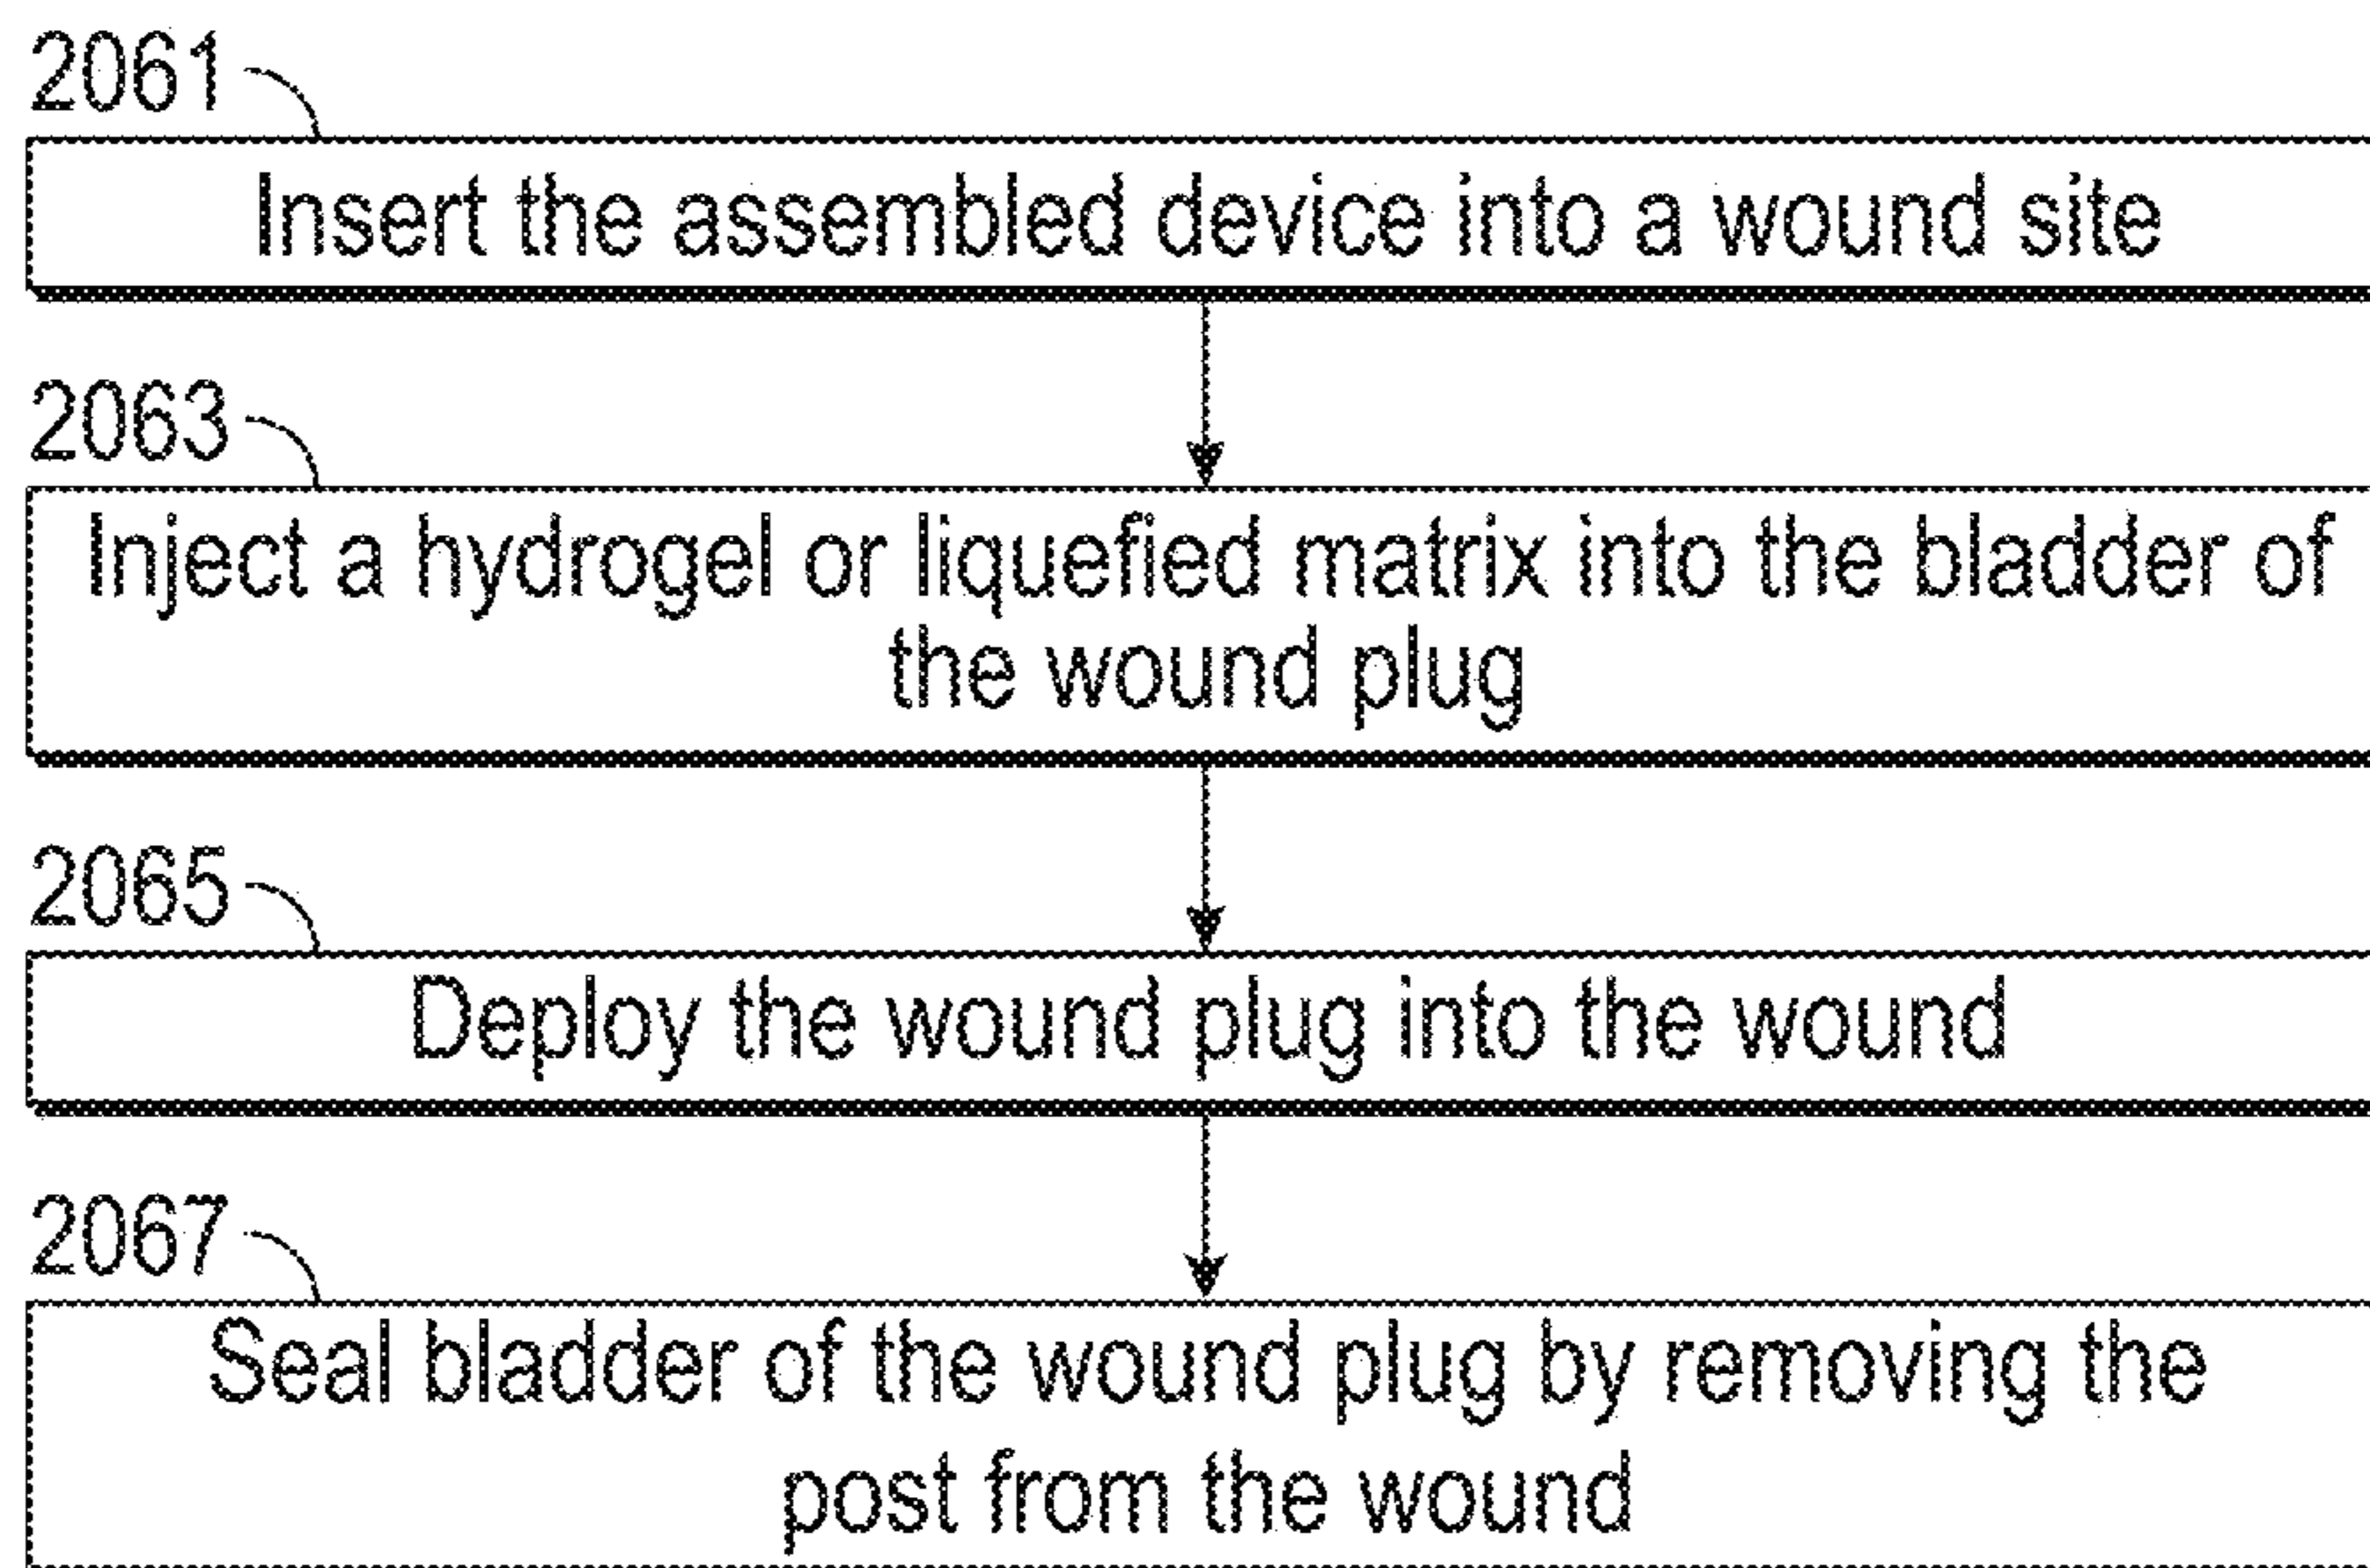 2061
Insert the assembled device into a wound site
2063
Inject a hydrogel or liquefied matrix into the bladder of
the wound plug
2065
Deploy the wound plug into the wound
2067
Seal bladder of the wound plug by removing the
post from the wound